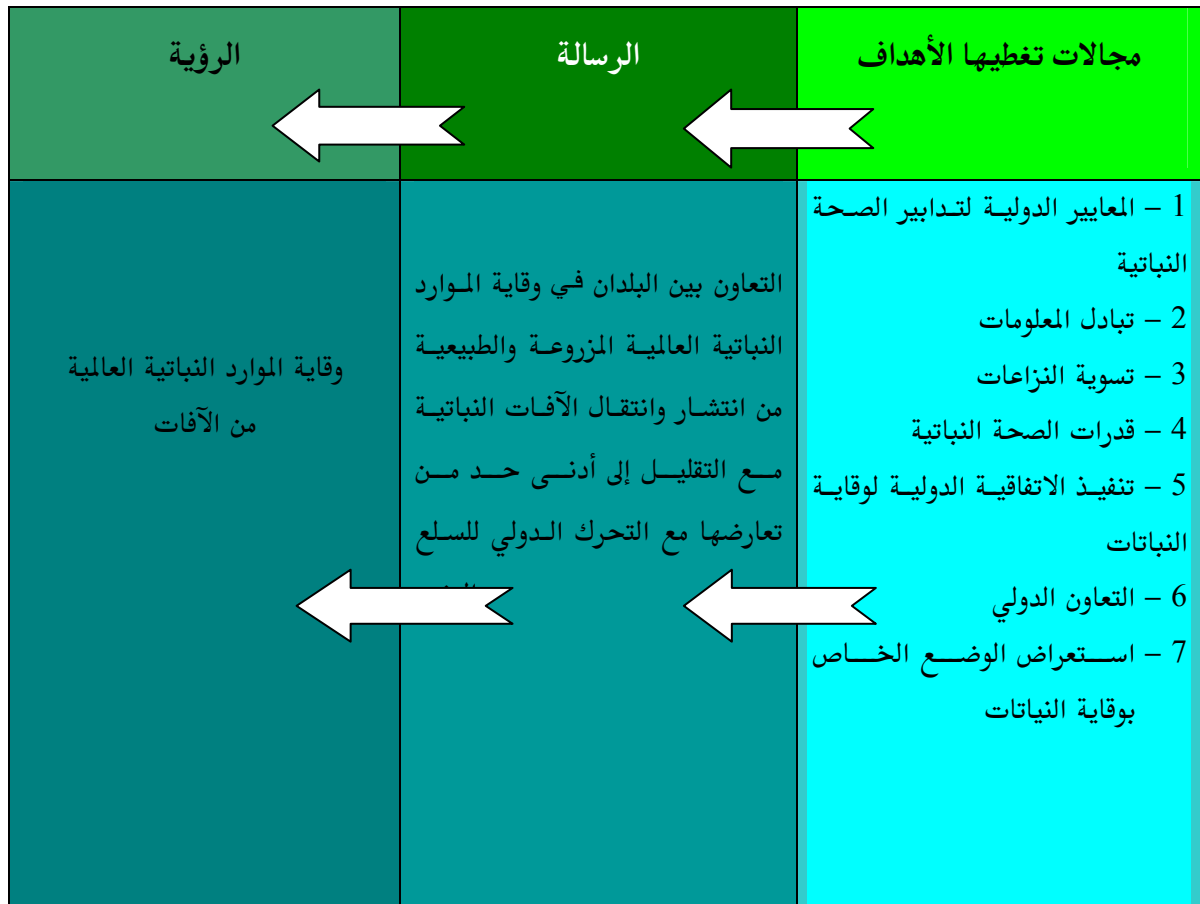 مجالات تغطيها الأهداف
الرسالة
الرؤية
1 – المعايير الدولية لتدابير الصحة
النباتية
2 – تبادل المعلومات
3 – تسوية النزاعات
4 – قدرات الصحة النباتية
5 – تنفيذ الاتفاقية الدولية لوقاية
النباتات
6 – التعاون الدولي
7 – استعراض الوضع الخاص
بوقاية النياتات
التعاون بين البلدان في وقاية الموارد
النباتية العالمية المزروعة والطبيعية
من انتشار وانتقال الآفات النباتية
مع التقليل إلى أدنى حد من
تعارضها مع التحرك الدولي للسلع
وقاية الموارد النباتية العالمية
من الآفات